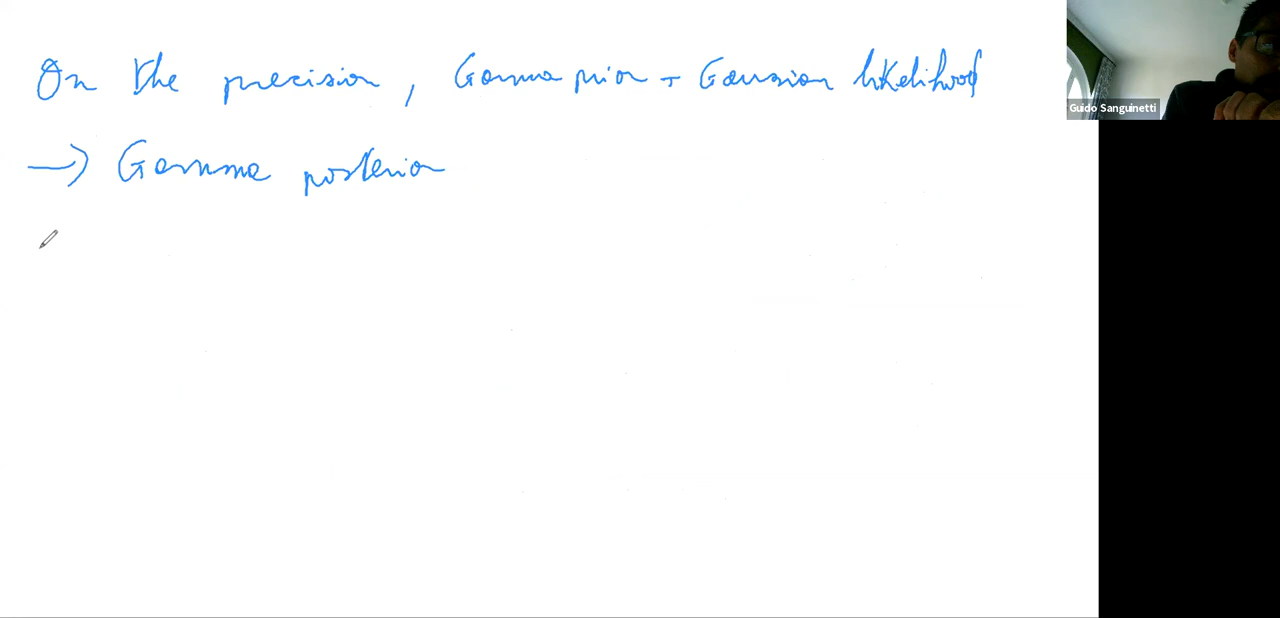 On the precision, Gamma prior + Gaussian likelihood
Guido Sanguinetti
→ Gamma posterior